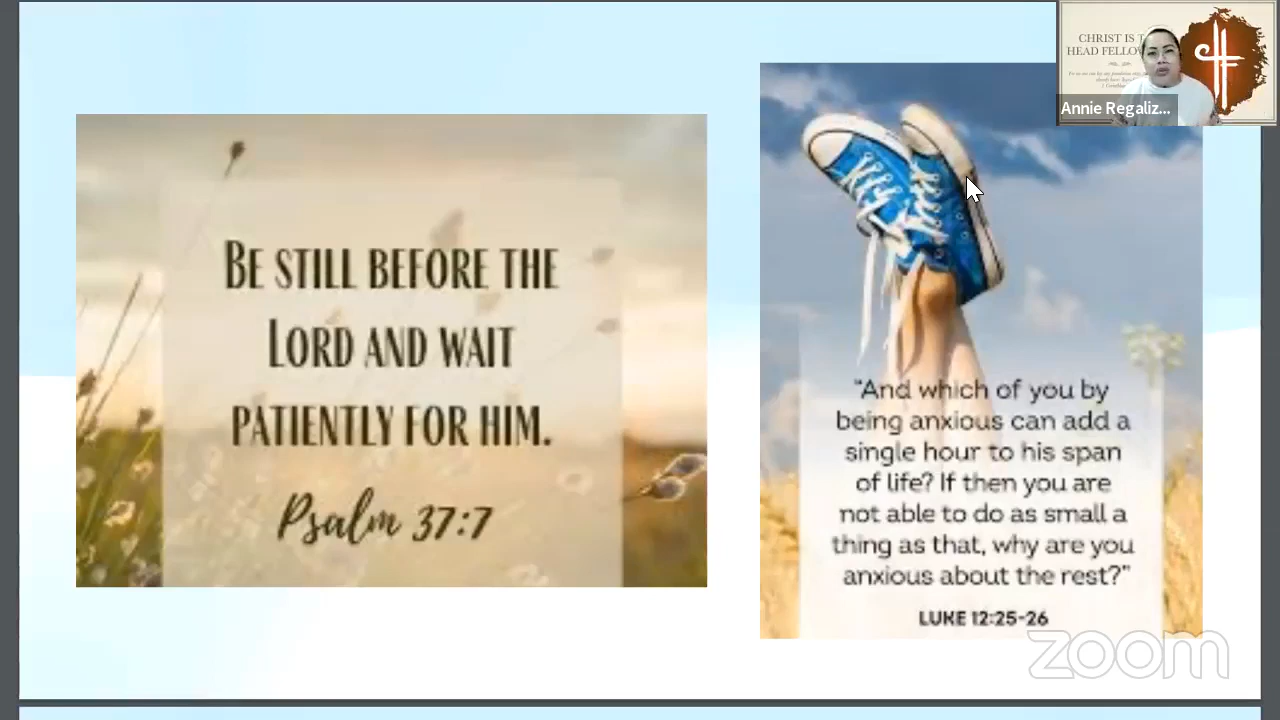 BE STILL BEFORE THE
LORD AND WAIT
PATIENTLY FOR HIM.
Psalm 37:7
"And which of you by
being anxious can add a
single hour to his span
of life? If then you are
not able to do as small a
thing as that, why are you
anxious about the rest?"
LUKE 12:25-26
CHRIST IS T
HEAD FELLOW
Annie Regaliz...
zoom